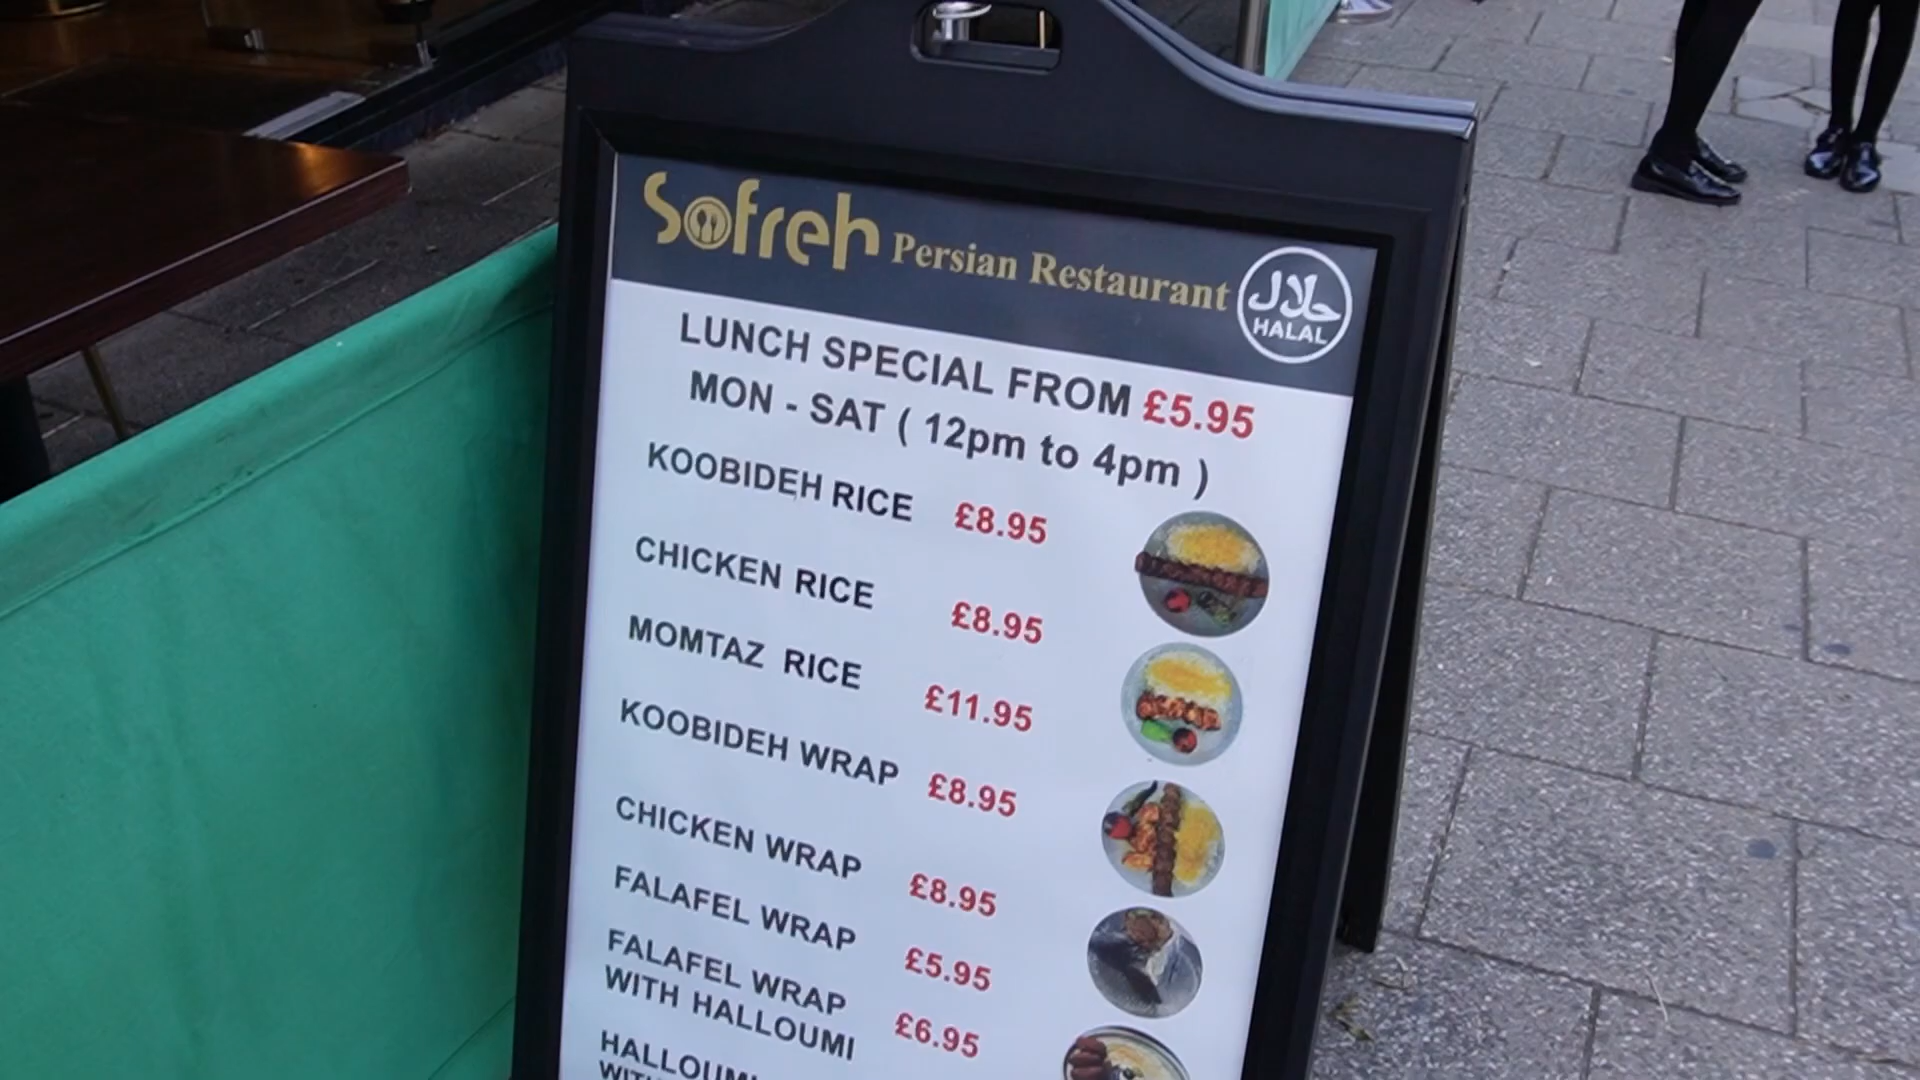 Sofreh Persian Restaurant
حلال
HALAL
LUNCH SPECIAL FROM £5.95
MON - SAT ( 12pm to 4pm )
KOOBIDEH RICE £8.95
CHICKEN RICE £8.95
MOMTAZ RICE £11.95
KOOBIDEH WRAP £8.95
CHICKEN WRAP £8.95
FALAFEL WRAP £5.95
FALAFEL WRAP
WITH HALLOUMI £6.95
HALLOUMI